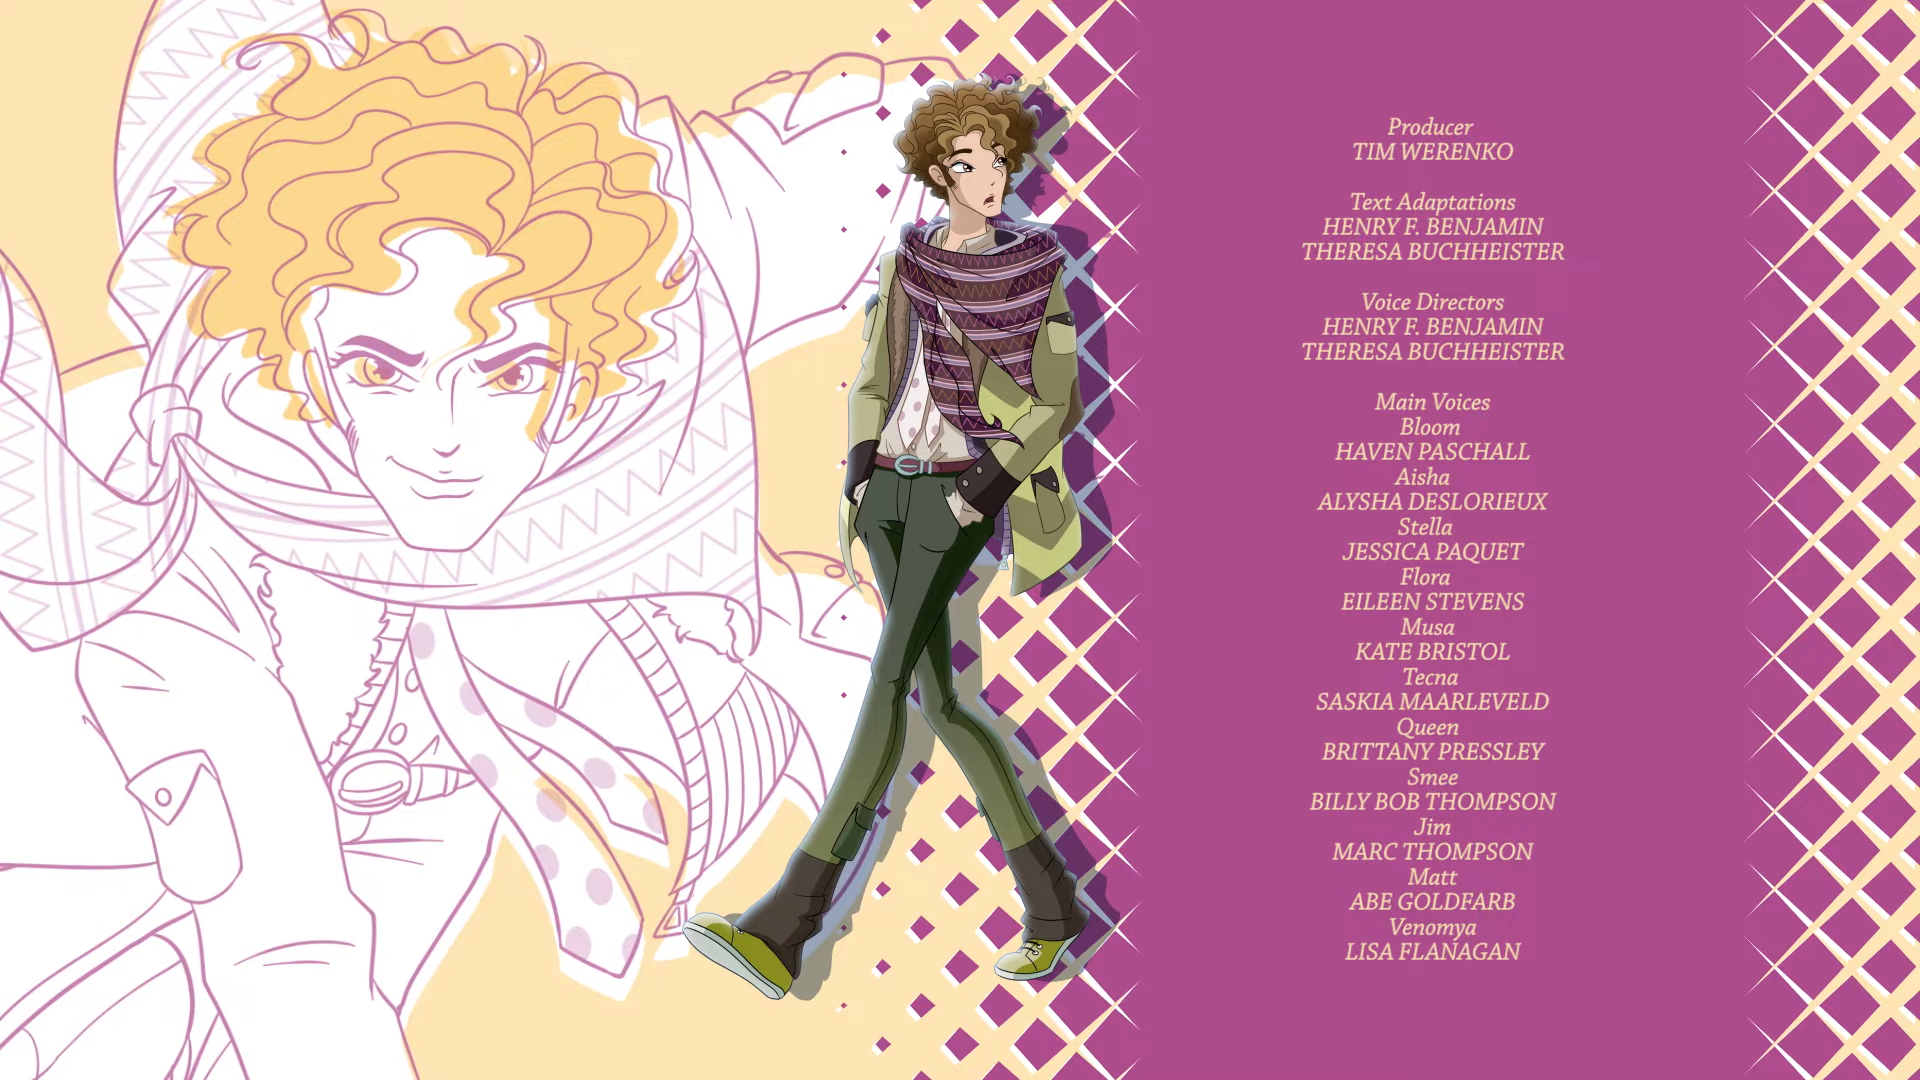 Producer
TIM WERENKO
Text Adaptations
HENRY F. BENJAMIN
THERESA BUCHHEISTER
Voice Directors
HENRY F. BENJAMIN
THERESA BUCHHEISTER
Main Voices
Bloom
HAVEN PASCHALL
Aisha
ALYSHA DESLORIEUX
Stella
JESSICA PAQUET
Flora
EILEEN STEVENS
Musa
KATE BRISTOL
Tecna
SASKIA MAARLEVELD
Queen
BRITTANY PRESSLEY
Smee
BILLY BOB THOMPSON
Jim
MARC THOMPSON
Matt
ABE GOLDFARB
Venomya
LISA FLANAGAN